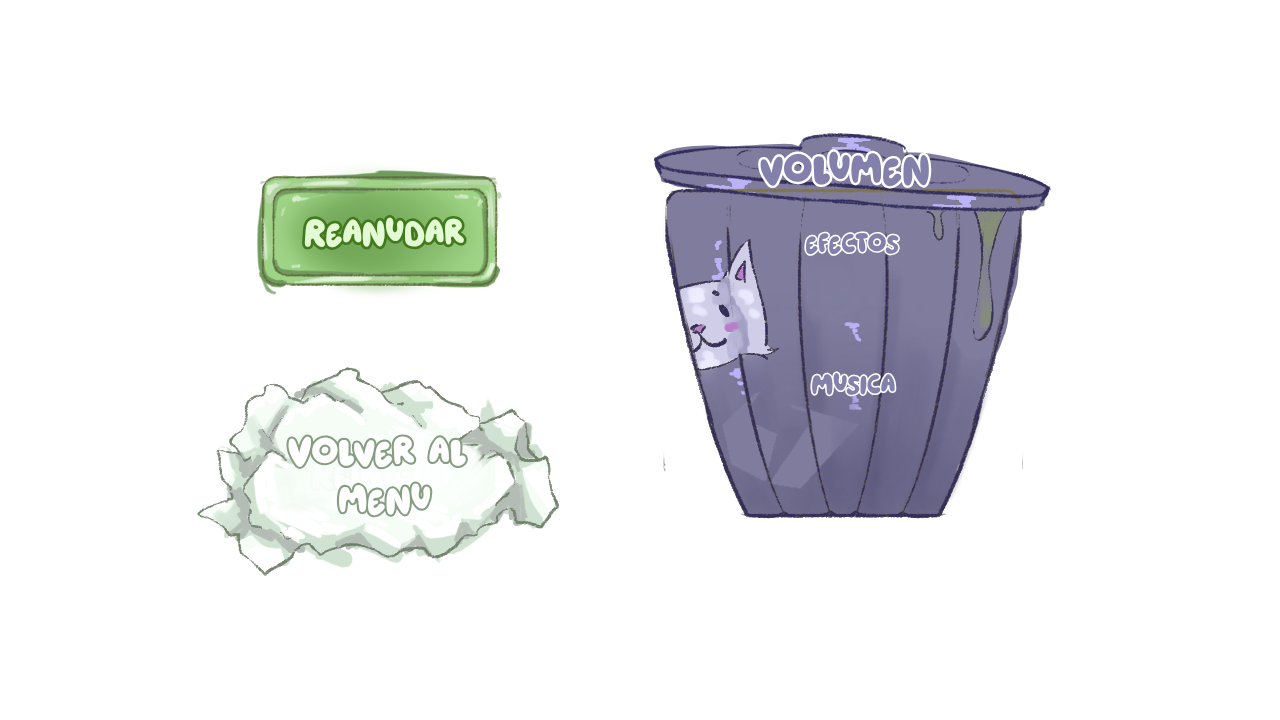 REANUDAR
VOLVER AL
MENU
VOLUMEN
EFECTOS
MUSICA